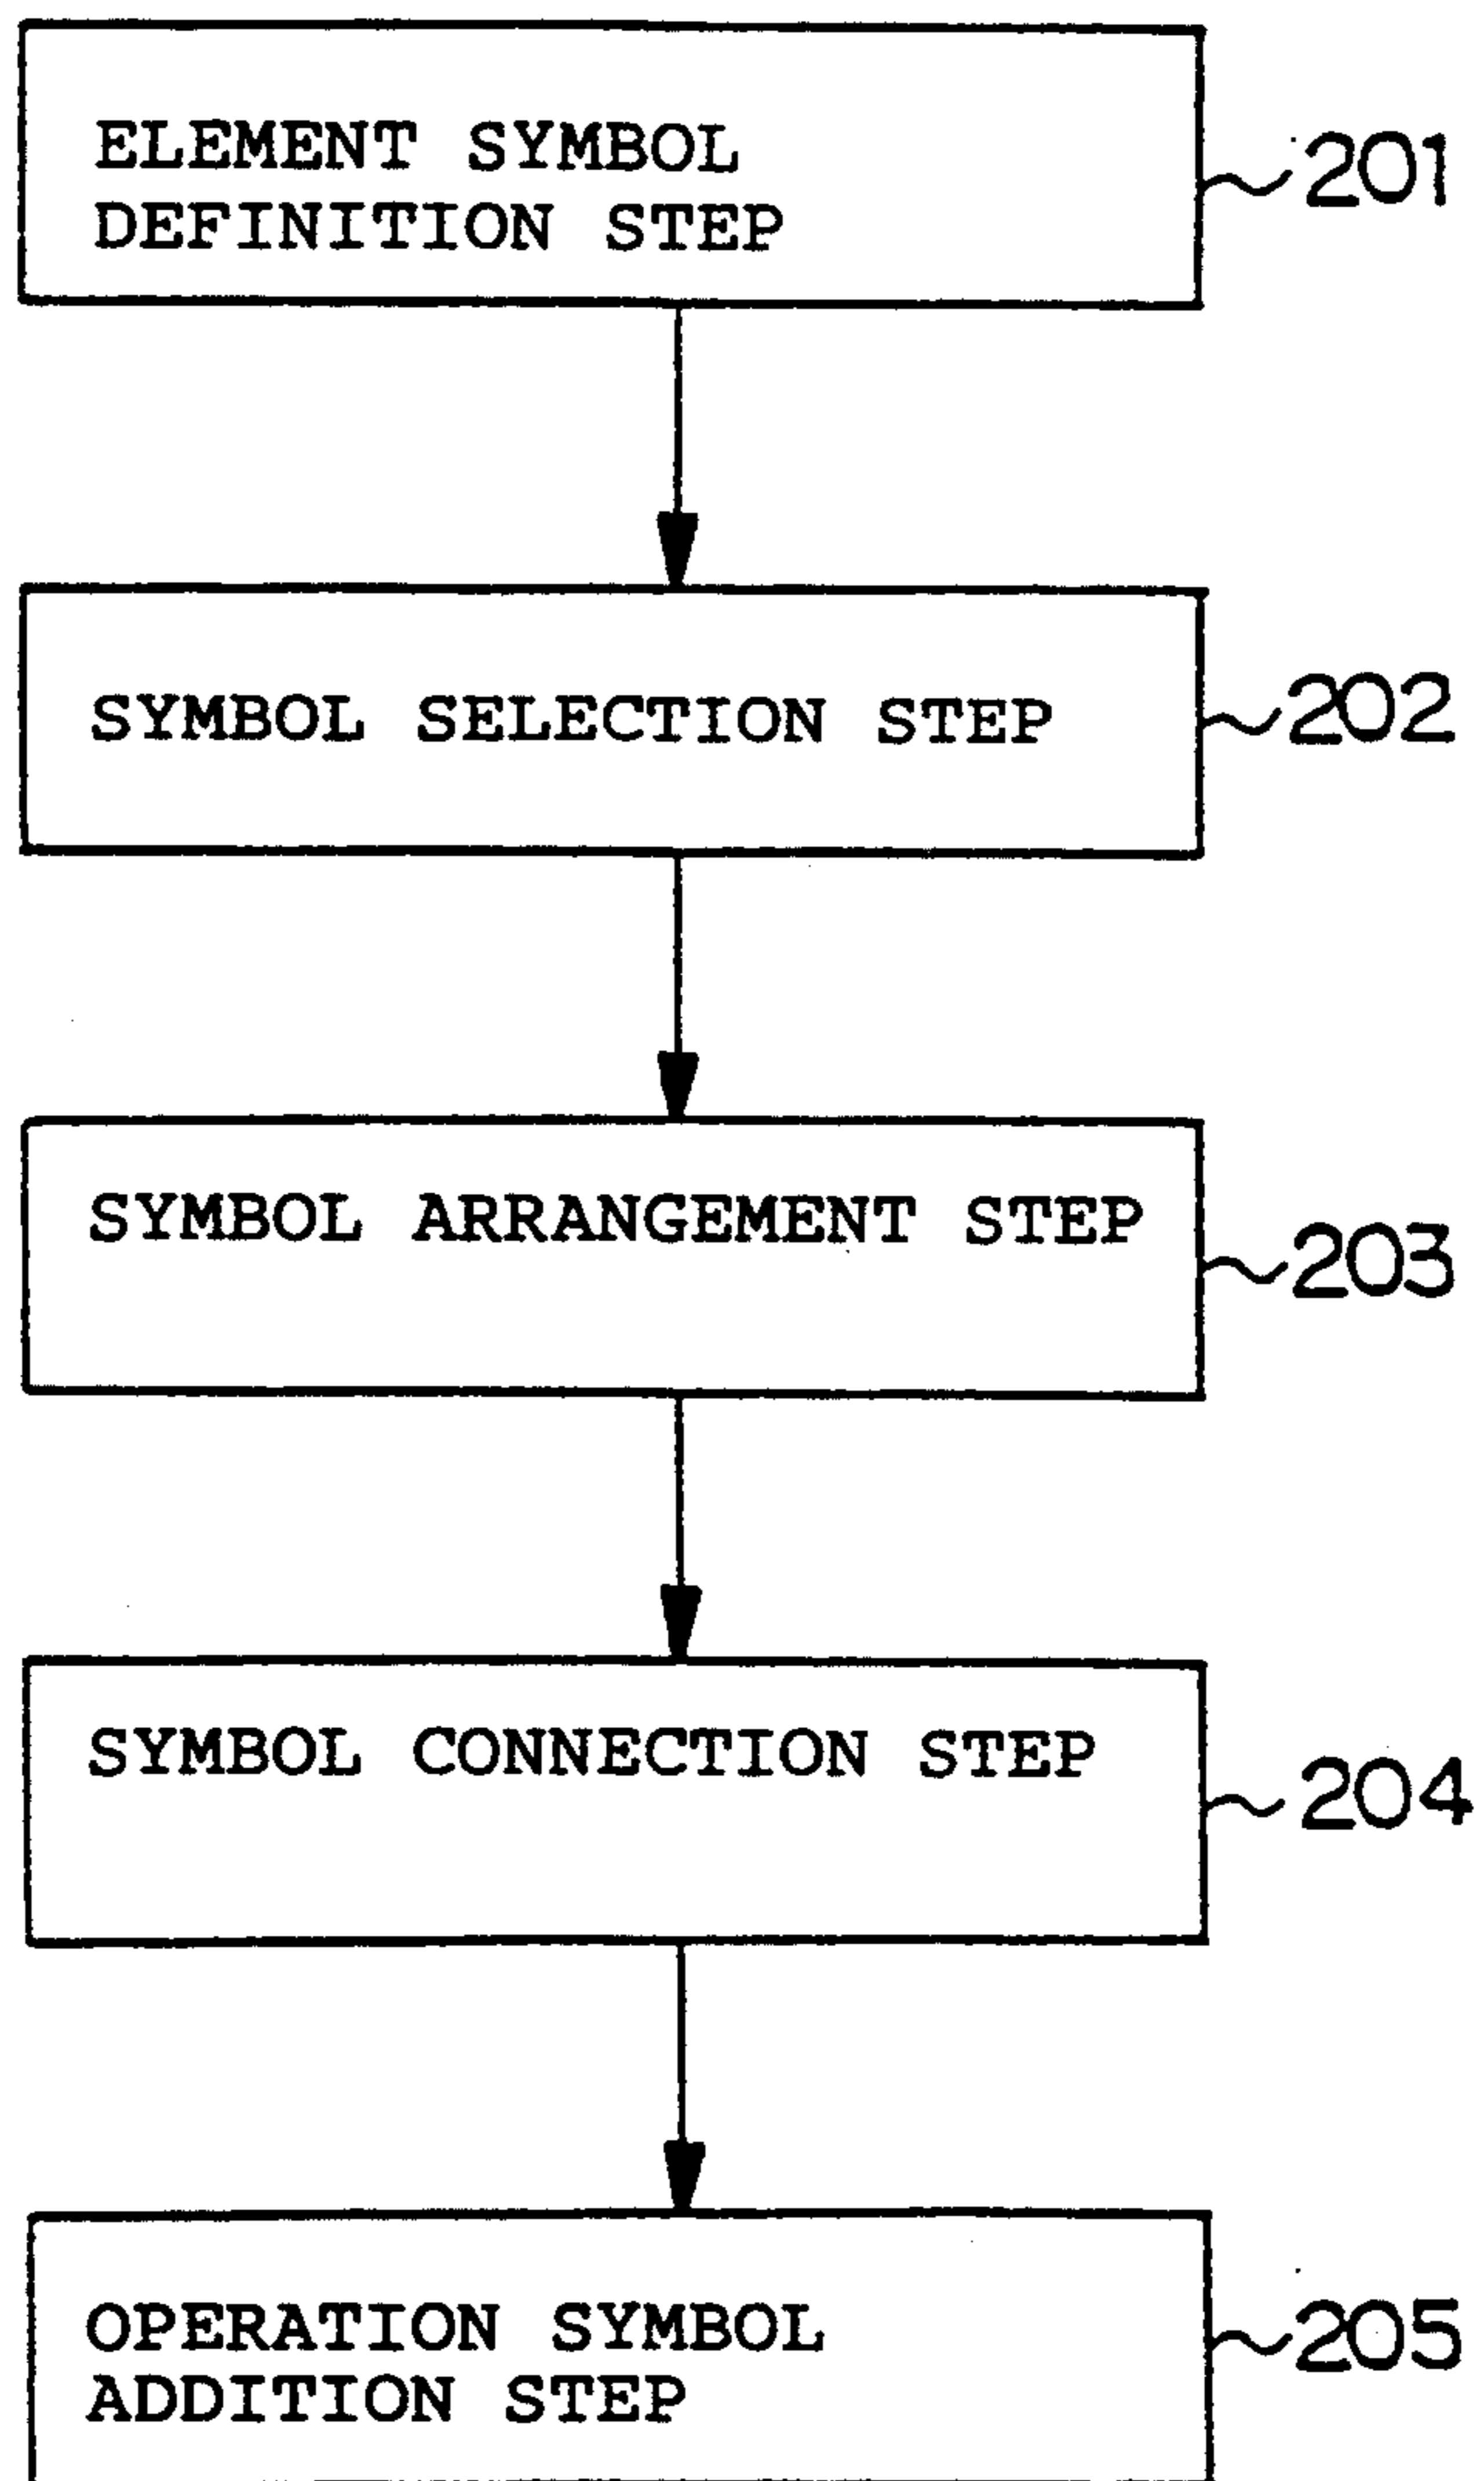 ELEMENT SYMBOL
DEFINITION STEP
201
SYMBOL SELECTION STEP
202
SYMBOL ARRANGEMENT STEP
203
SYMBOL CONNECTION STEP
204
OPERATION SYMBOL
ADDITION STEP
205